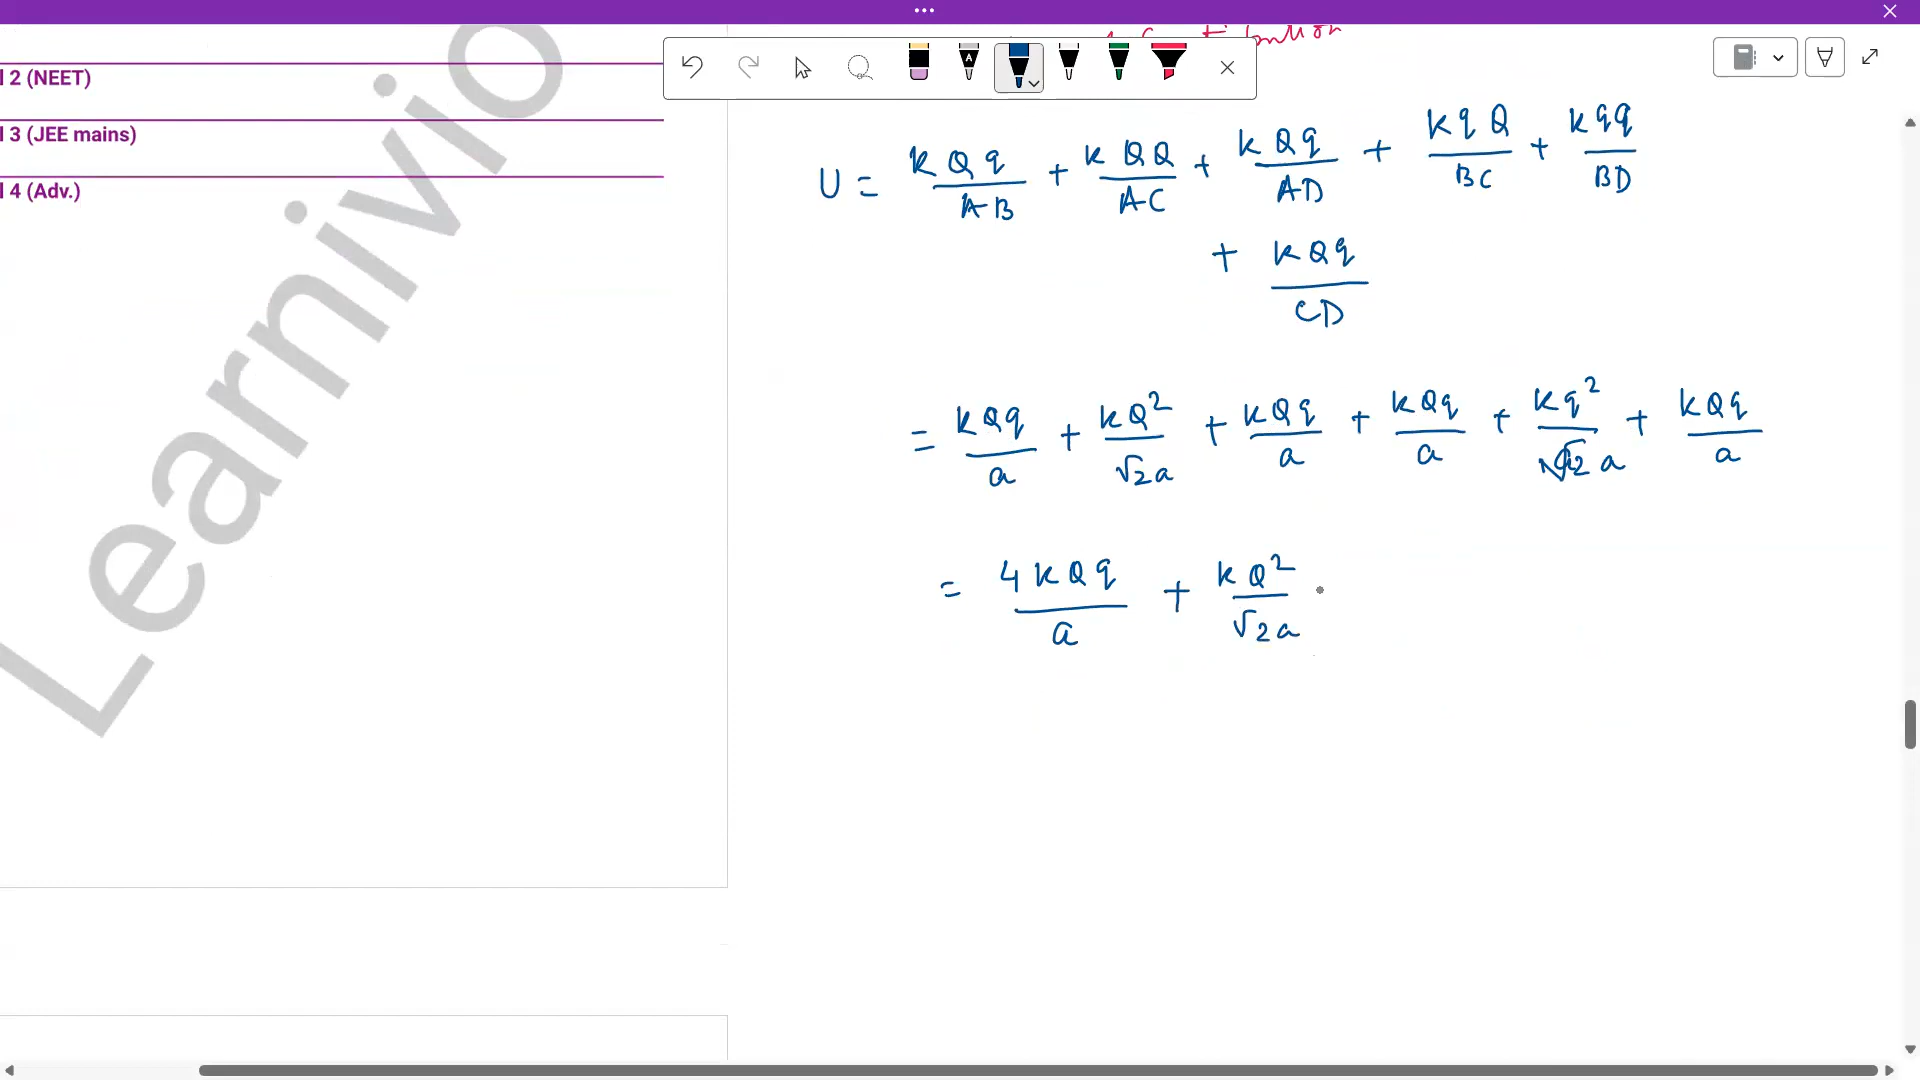 l 2 (NEET)
l 3 (JEE mains)
l 4 (Adv.)
Learnivio
U = kQq/AB + kQQ/AC + kQq/AD + kqQ/BC + kqq/BD
+ kQq/CD
= kQq/a + kQ²/√2a + kQq/a + kQq/a + kq²/√2a + kQq/a
= 4kQq/a + kQ²/√2a